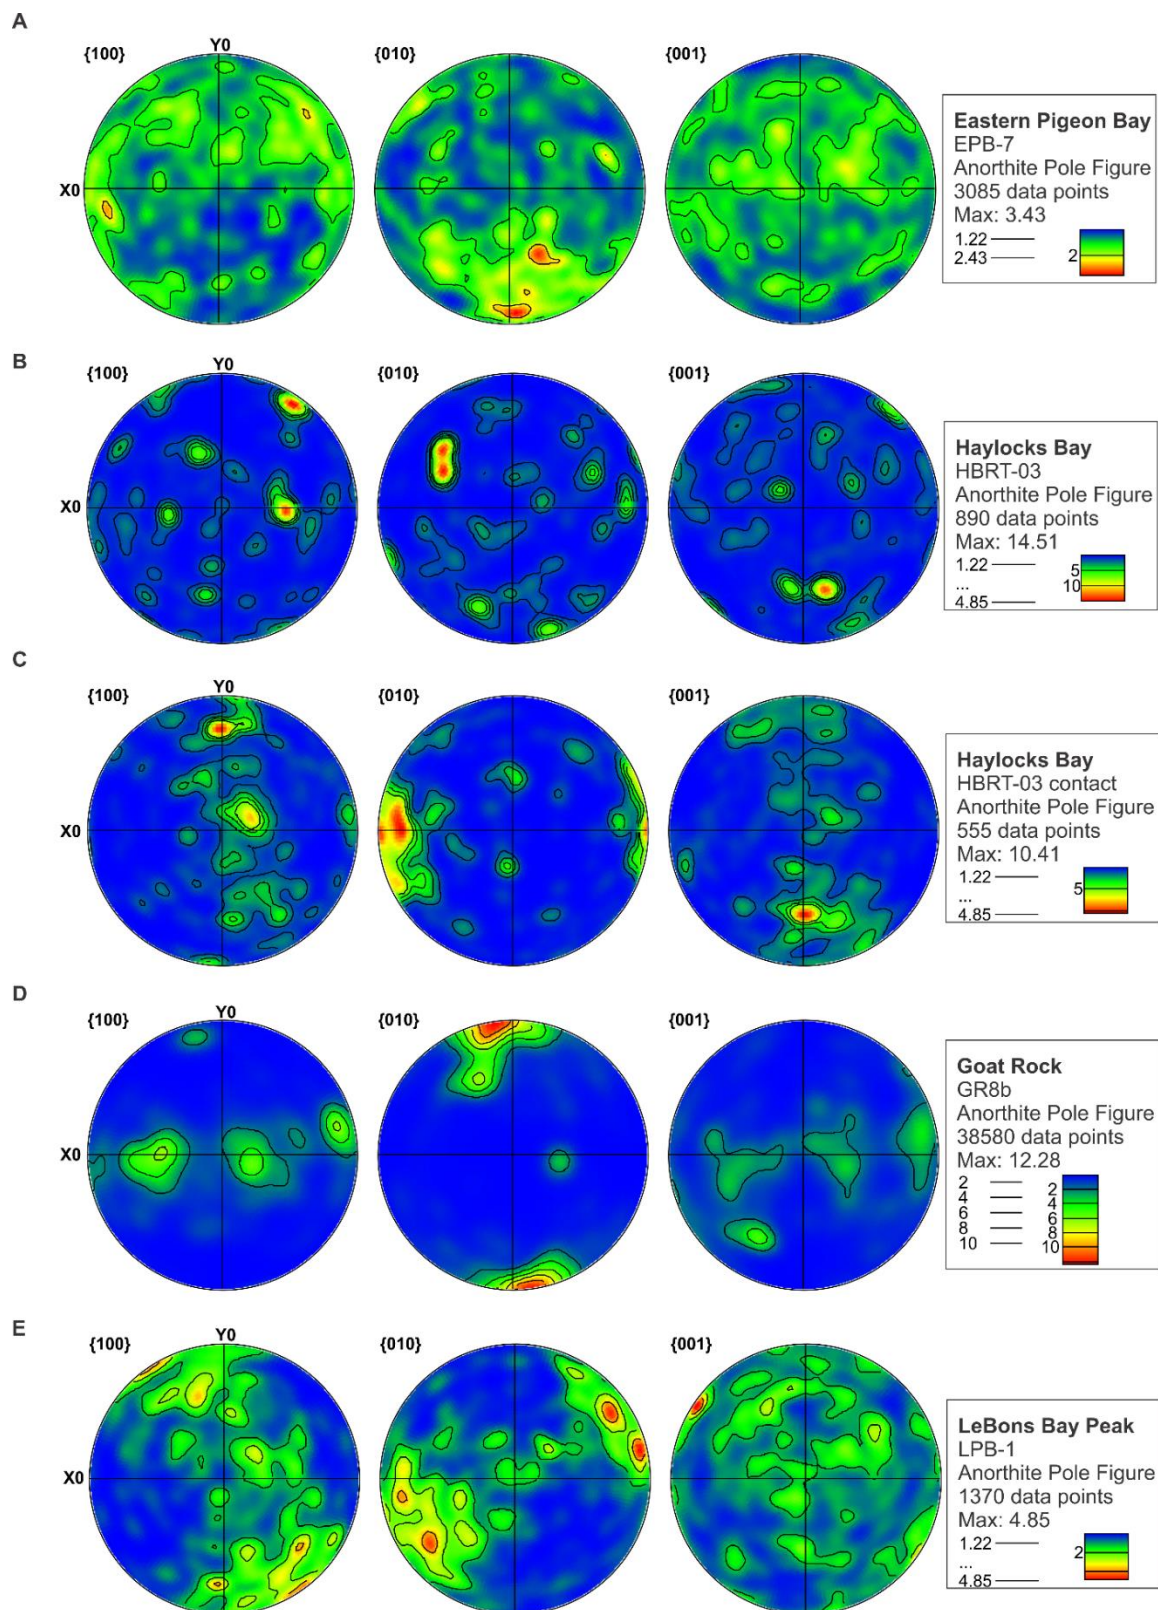 A
{100}
Y0
{010}
{001}
X0
Eastern Pigeon Bay
EPB-7
Anorthite Pole Figure
3085 data points
Max: 3.43
1.22
2.43
2
B
{100}
Y0
{010}
{001}
X0
Haylocks Bay
HBRT-03
Anorthite Pole Figure
890 data points
Max: 14.51
1.22
...
4.85
5
10
C
{100}
Y0
{010}
{001}
X0
Haylocks Bay
HBRT-03 contact
Anorthite Pole Figure
555 data points
Max: 10.41
1.22
...
4.85
5
D
{100}
Y0
{010}
{001}
X0
Goat Rock
GR8b
Anorthite Pole Figure
38580 data points
Max: 12.28
2
4
6
8
10
2
4
6
8
10
E
{100}
Y0
{010}
{001}
X0
LeBons Bay Peak
LPB-1
Anorthite Pole Figure
1370 data points
Max: 4.85
1.22
...
4.85
2